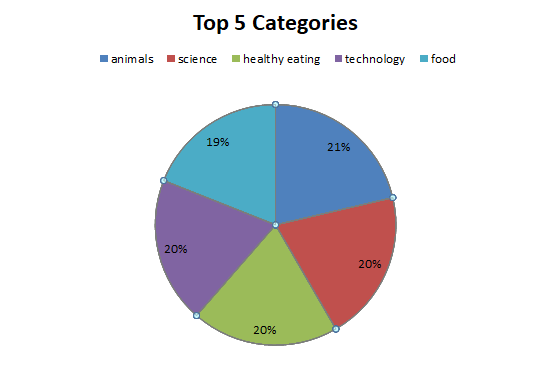 Top 5 Categories
animals science healthy eating technology food
19% 21%
20% 20%
20%